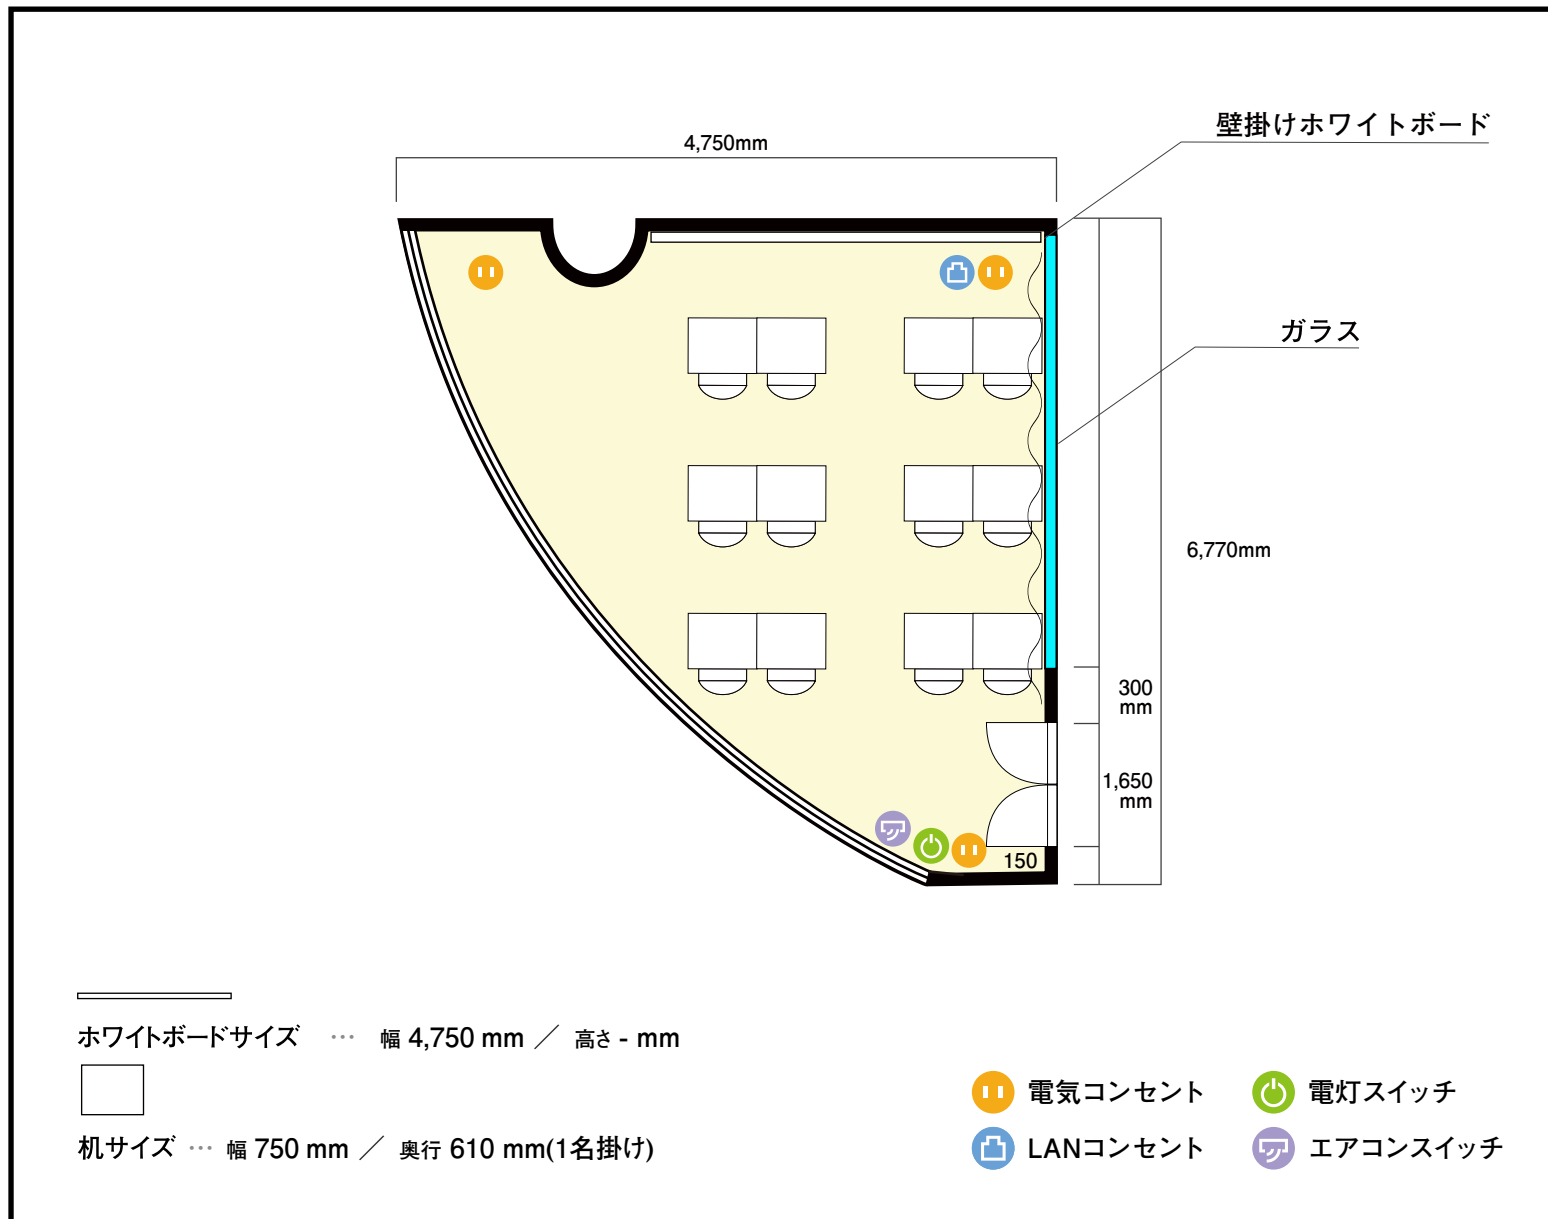 壁掛けホワイトボード
4,750mm
ガラス
6,770mm
300
mm
1,650
mm
150
ホワイトボードサイズ … 幅 4,750 mm ／ 高さ - mm
机サイズ … 幅 750 mm ／ 奥行 610 mm(1名掛け)
電気コンセント
電灯スイッチ
LANコンセント
エアコンスイッチ